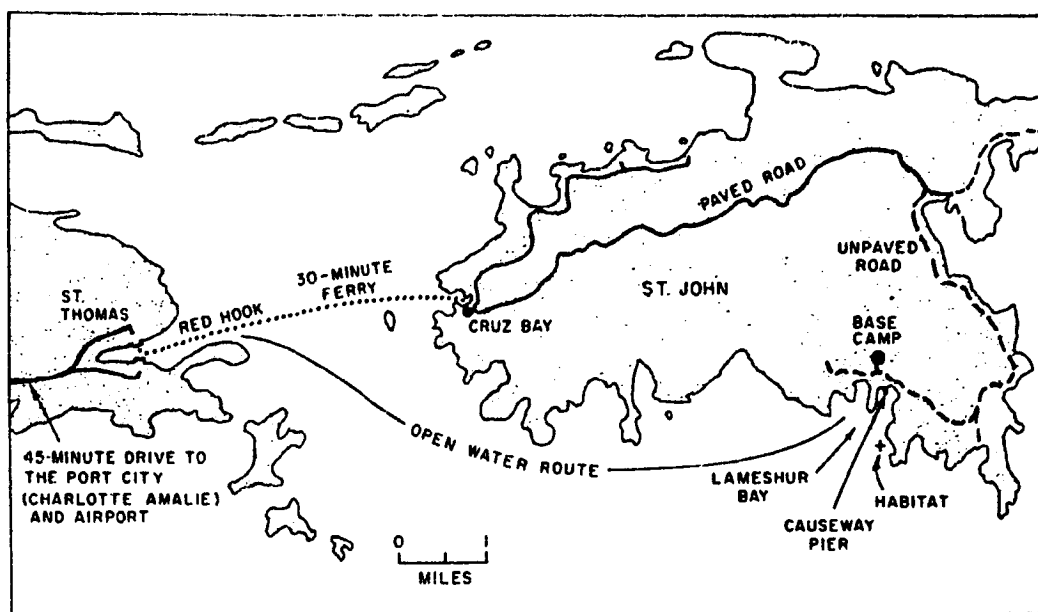 PAVED ROAD
30-MINUTE
FERRY
UNPAVED
ROAD
ST.
THOMAS
RED HOOK
ST. JOHN
CRUZ BAY
BASE
CAMP
OPEN WATER ROUTE
45-MINUTE DRIVE TO
THE PORT CITY
(CHARLOTTE AMALIE)
AND AIRPORT
LAMESHUR
BAY
HABITAT
CAUSEWAY
PIER
0 1
MILES